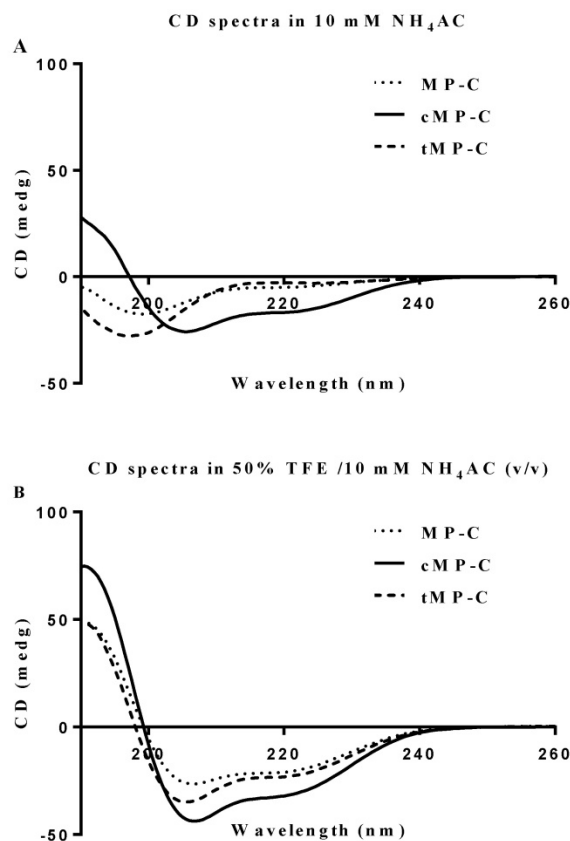 CD spectra in 10 mM NH₄AC
A
100
MP-C
cMP-C
tMP-C
50
CD (medg)
0
200
220
240
260
-50
Wavelength (nm)
CD spectra in 50% TFE /10 mM NH₄AC (v/v)
B
100
MP-C
cMP-C
tMP-C
50
CD (medg)
0
200
220
240
260
-50
Wavelength (nm)